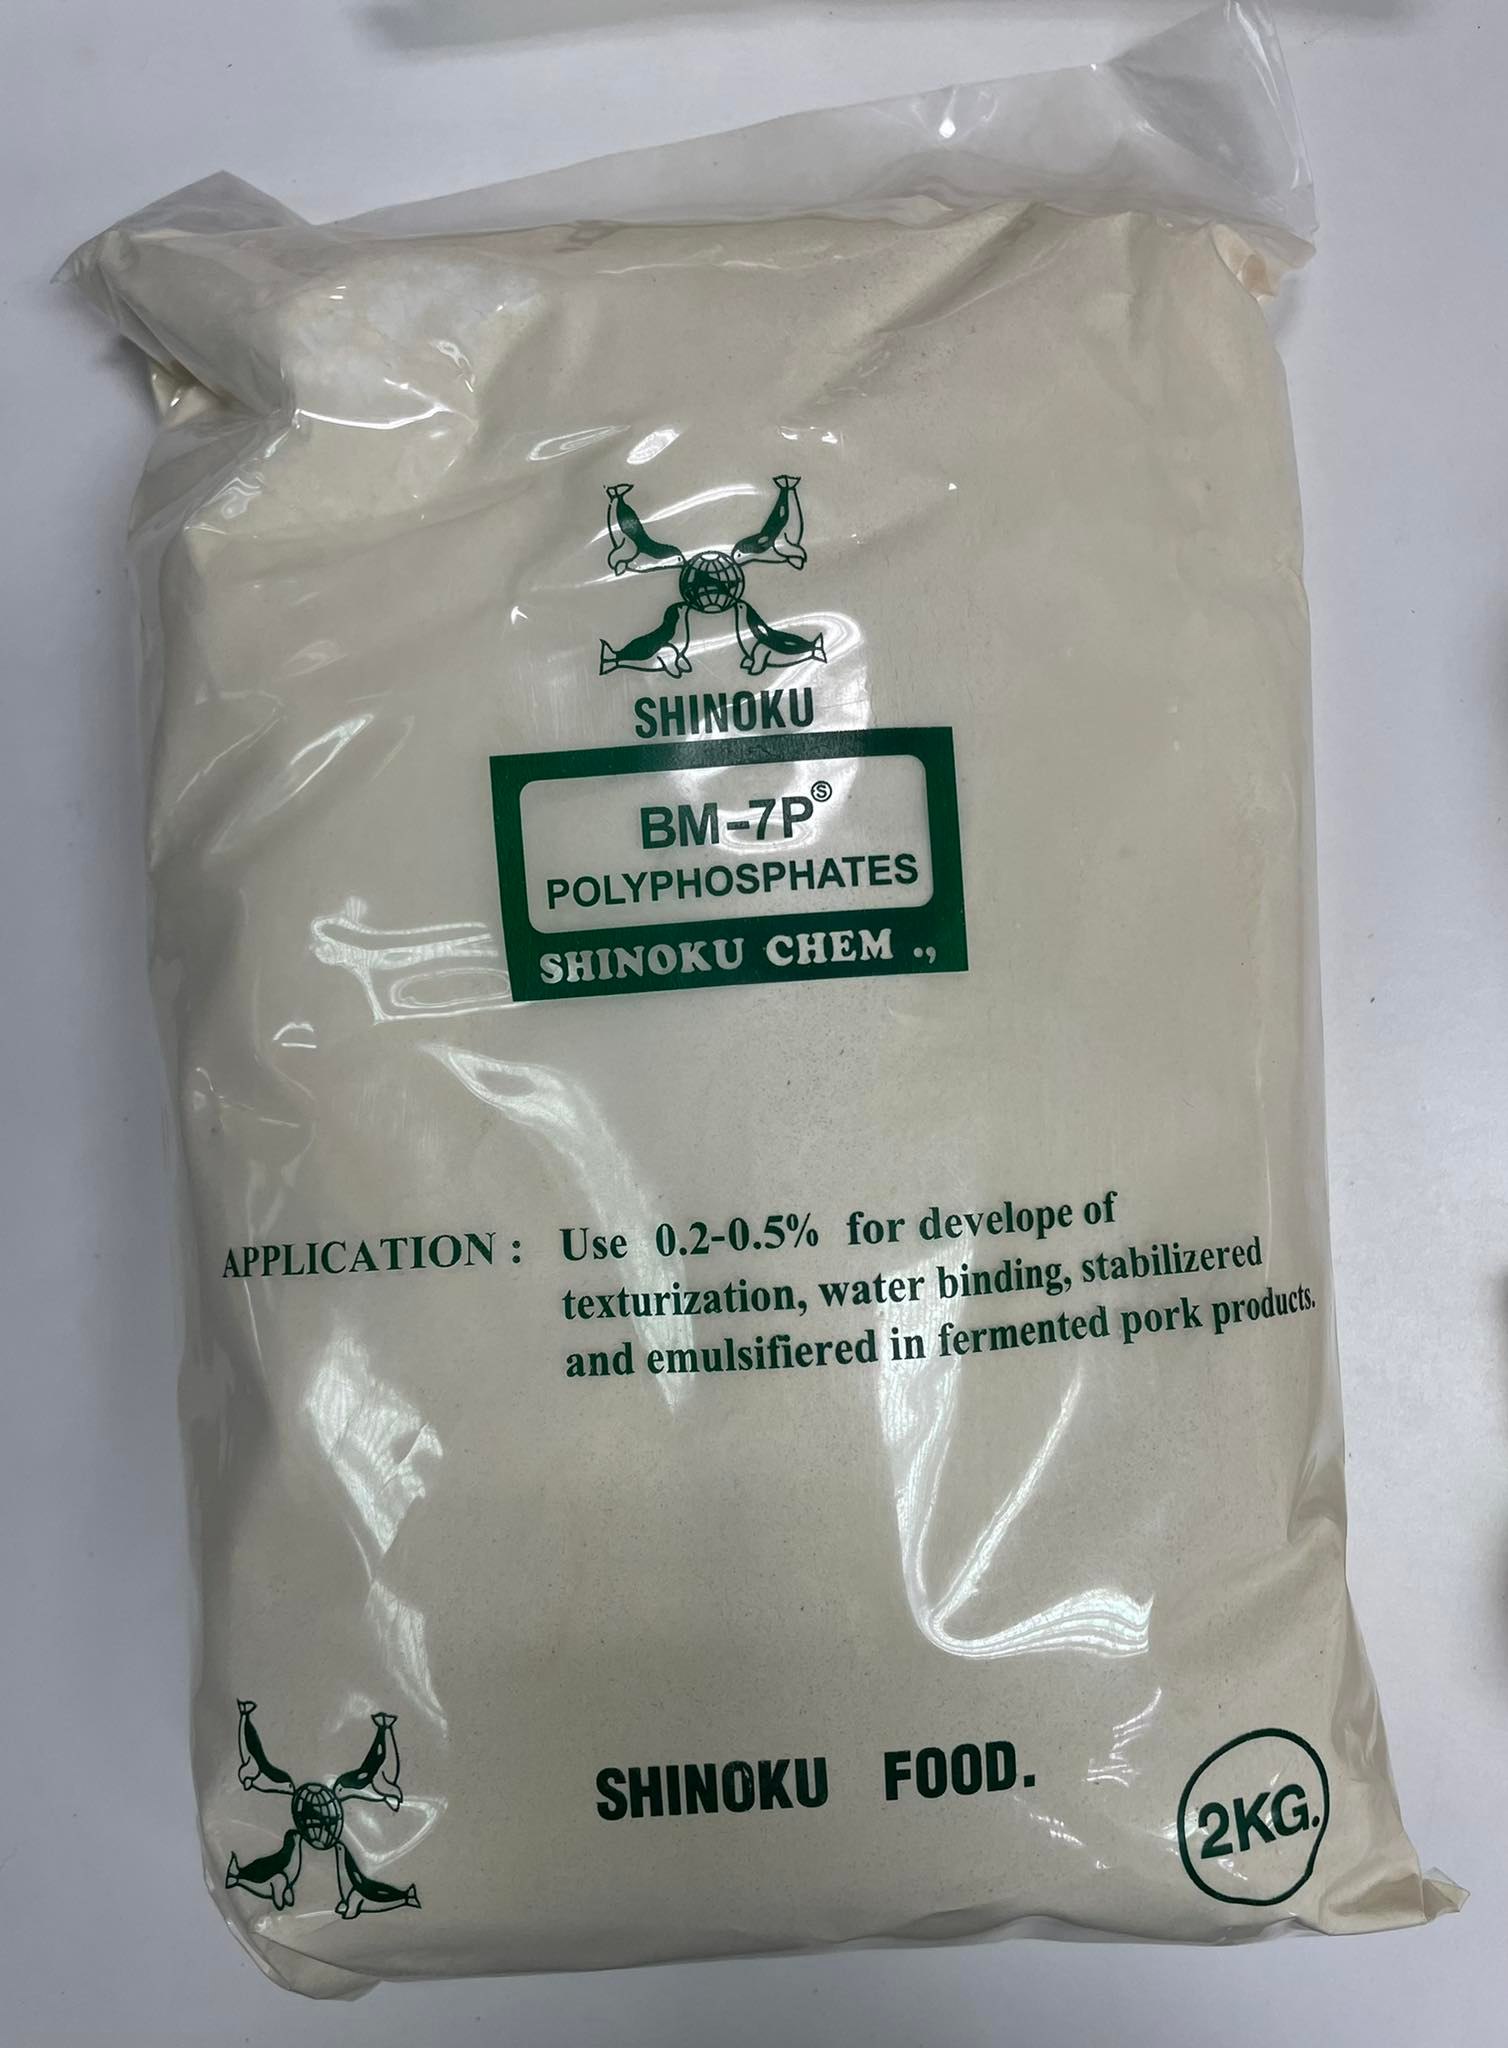 SHINOKU
BM-7P Ⓢ
POLYPHOSPHATES
SHINOKU CHEM .,
APPLICATION : Use 0.2-0.5% for develope of
texturization, water binding, stabilizered
and emulsifiered in fermented pork products.
SHINOKU FOOD.
2KG.